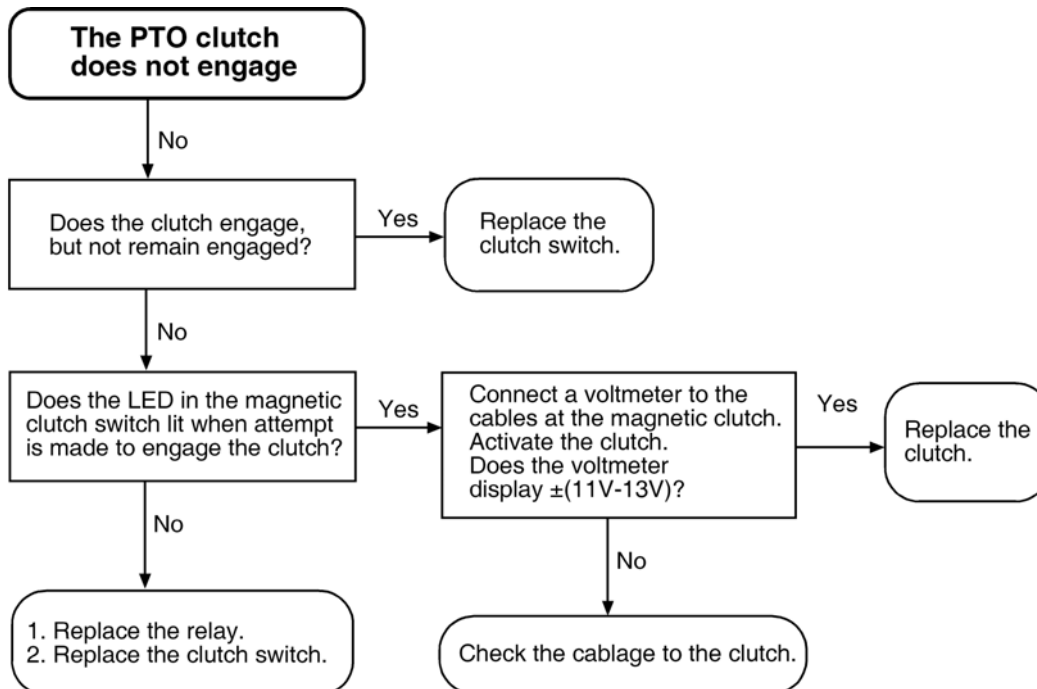 The PTO clutch
does not engage
No
Does the clutch engage,
but not remain engaged?
Yes
Replace the
clutch switch.
No
Does the LED in the magnetic
clutch switch lit when attempt
is made to engage the clutch?
Yes
Connect a voltmeter to the
cables at the magnetic clutch.
Activate the clutch.
Does the voltmeter
display ±(11V-13V)?
Yes
Replace the
clutch.
No
1. Replace the relay.
2. Replace the clutch switch.
No
Check the cablage to the clutch.